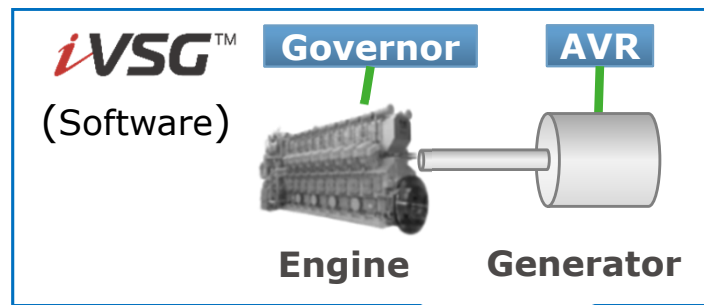 iVSG™
(Software)
Governor
AVR
Engine
Generator